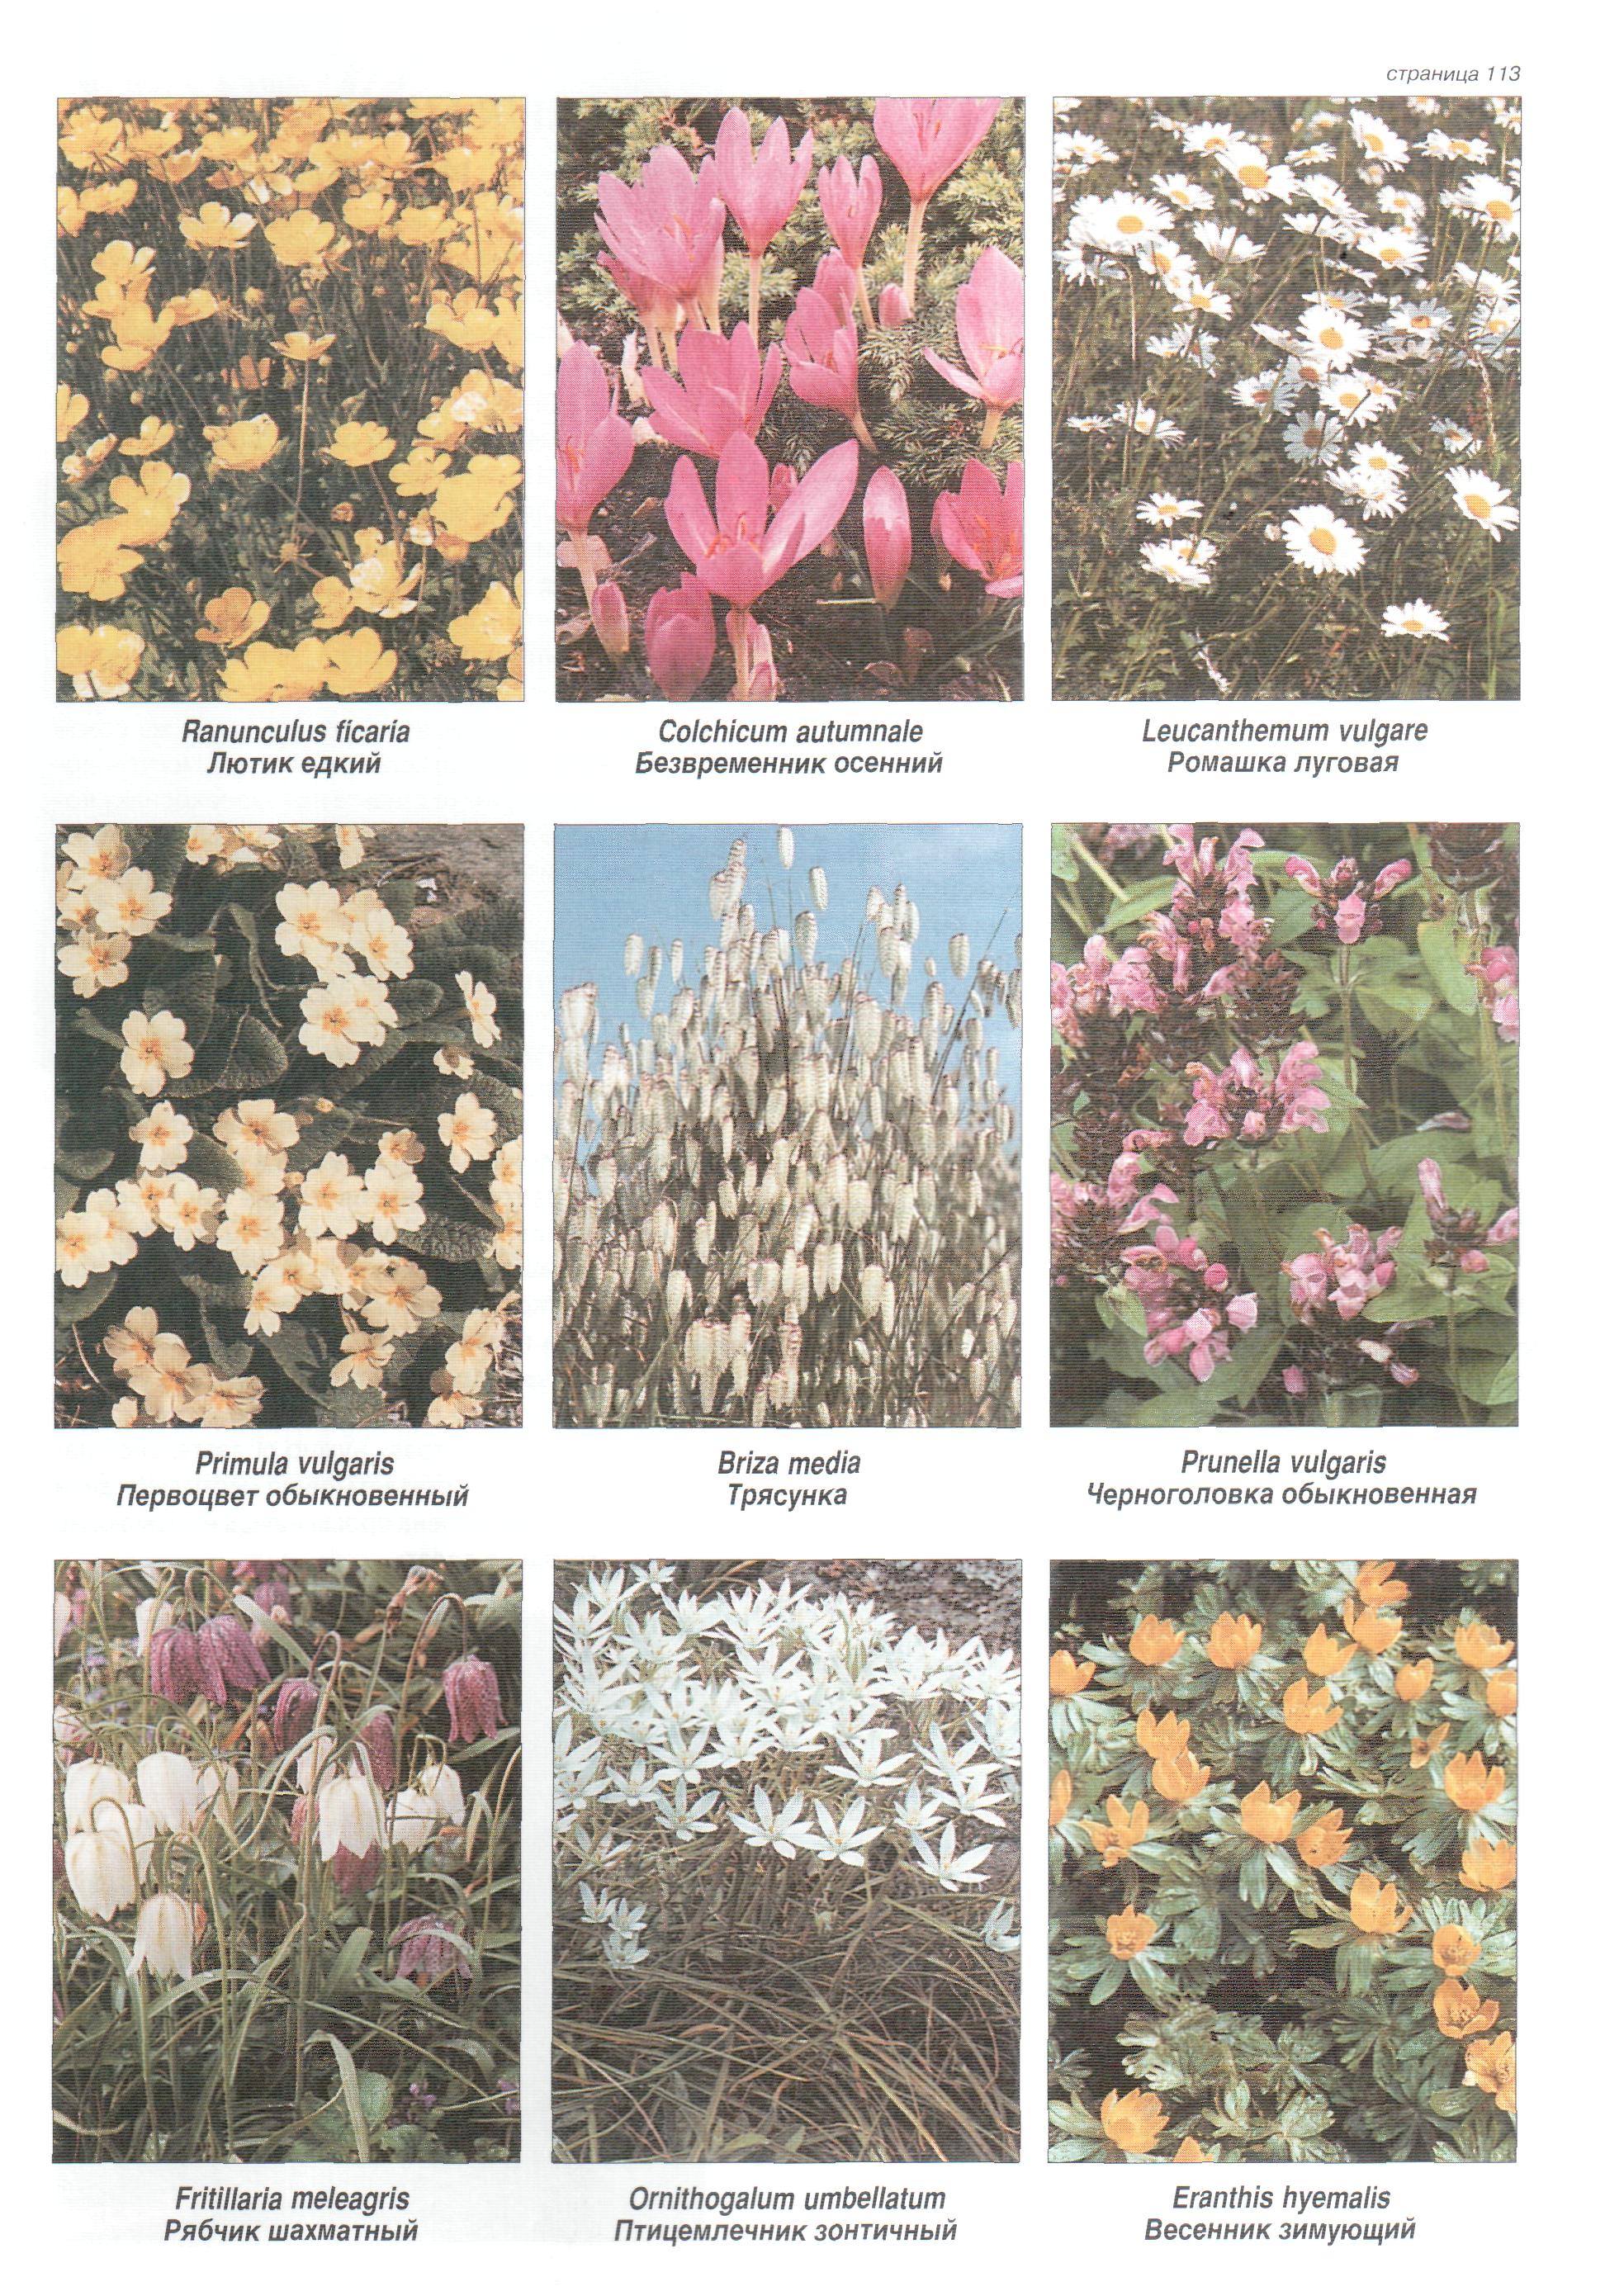 страница 113
Ranunculus ficaria
Лютик едкий
Colchicum autumnale
Безвременник осенний
Leucanthemum vulgare
Ромашка луговая
Primula vulgaris
Первоцвет обыкновенный
Briza media
Трясунка
Prunella vulgaris
Черноголовка обыкновенная
Fritillaria meleagris
Рябчик шахматный
Ornithogalum umbellatum
Птицемлечник зонтичный
Eranthis hyemalis
Весенник зимующий